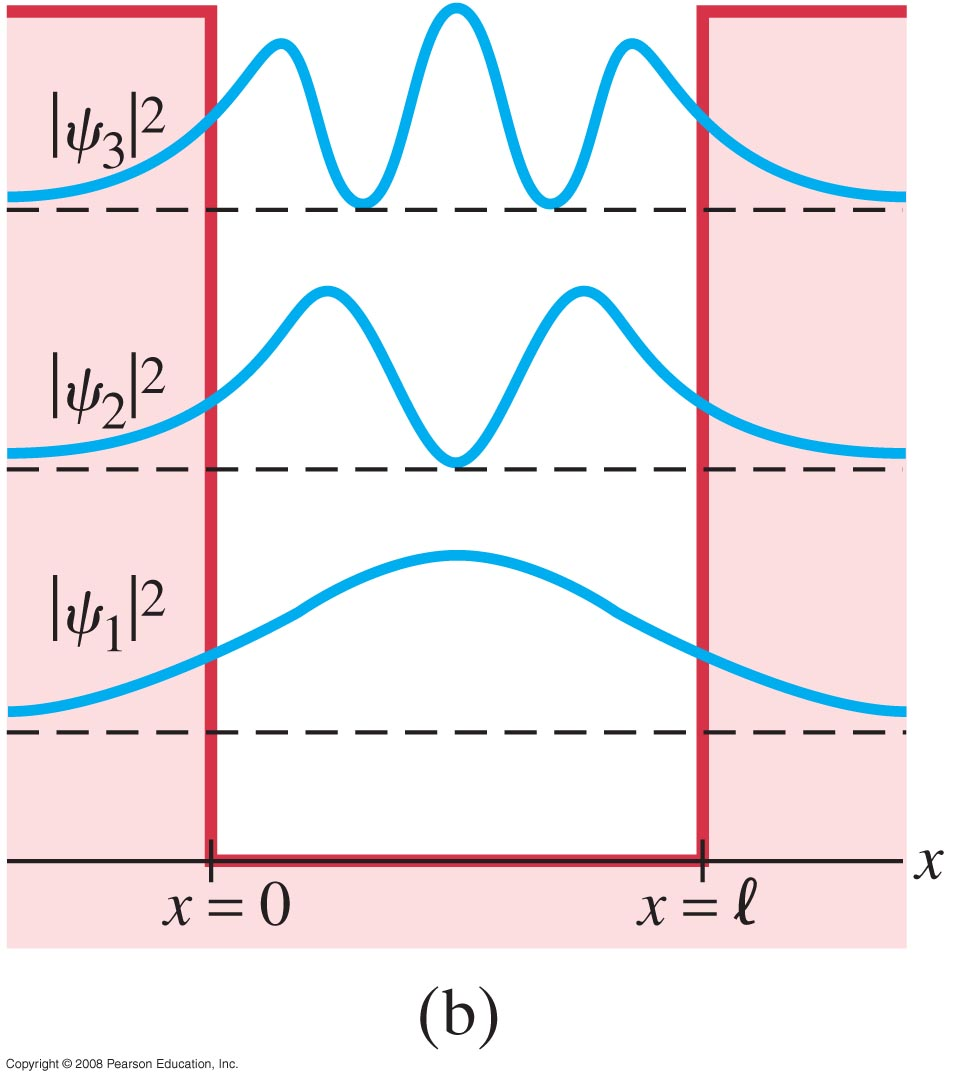 |ψ₃|²
|ψ₂|²
|ψ₁|²
x
x = 0
x = ℓ
(b)
Copyright © 2008 Pearson Education, Inc.